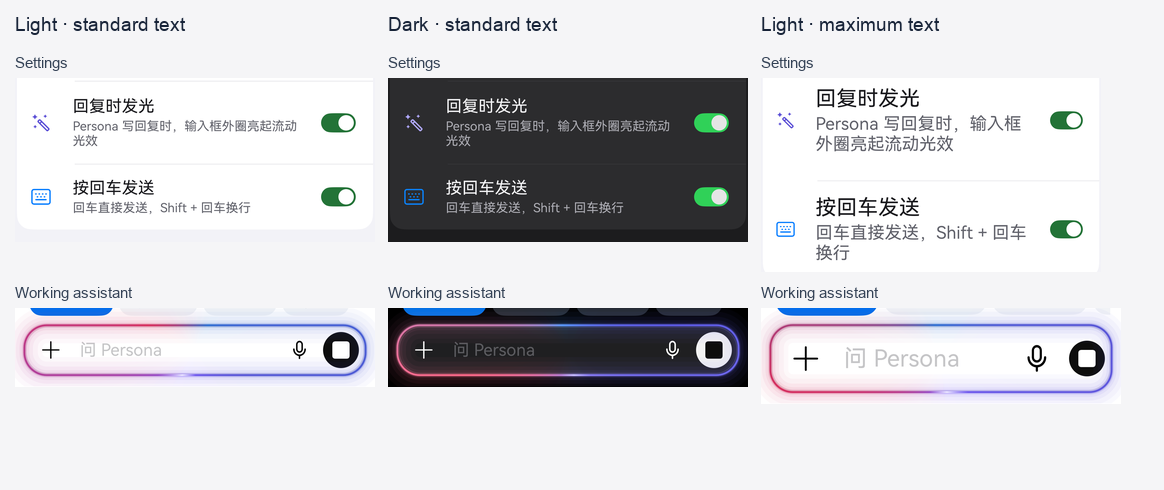 Light · standard text
Settings
回复时发光
Persona 写回复时，输入框外圈亮起流动
光效
按回车发送
回车直接发送，Shift + 回车换行
Working assistant
问 Persona
Dark · standard text
Settings
回复时发光
Persona 写回复时，输入框外圈亮起流动
光效
按回车发送
回车直接发送，Shift + 回车换行
Working assistant
问 Persona
Light · maximum text
Settings
回复时发光
Persona 写回复时，输入框
外圈亮起流动光效
按回车发送
回车直接发送，Shift + 回车
换行
Working assistant
问 Persona